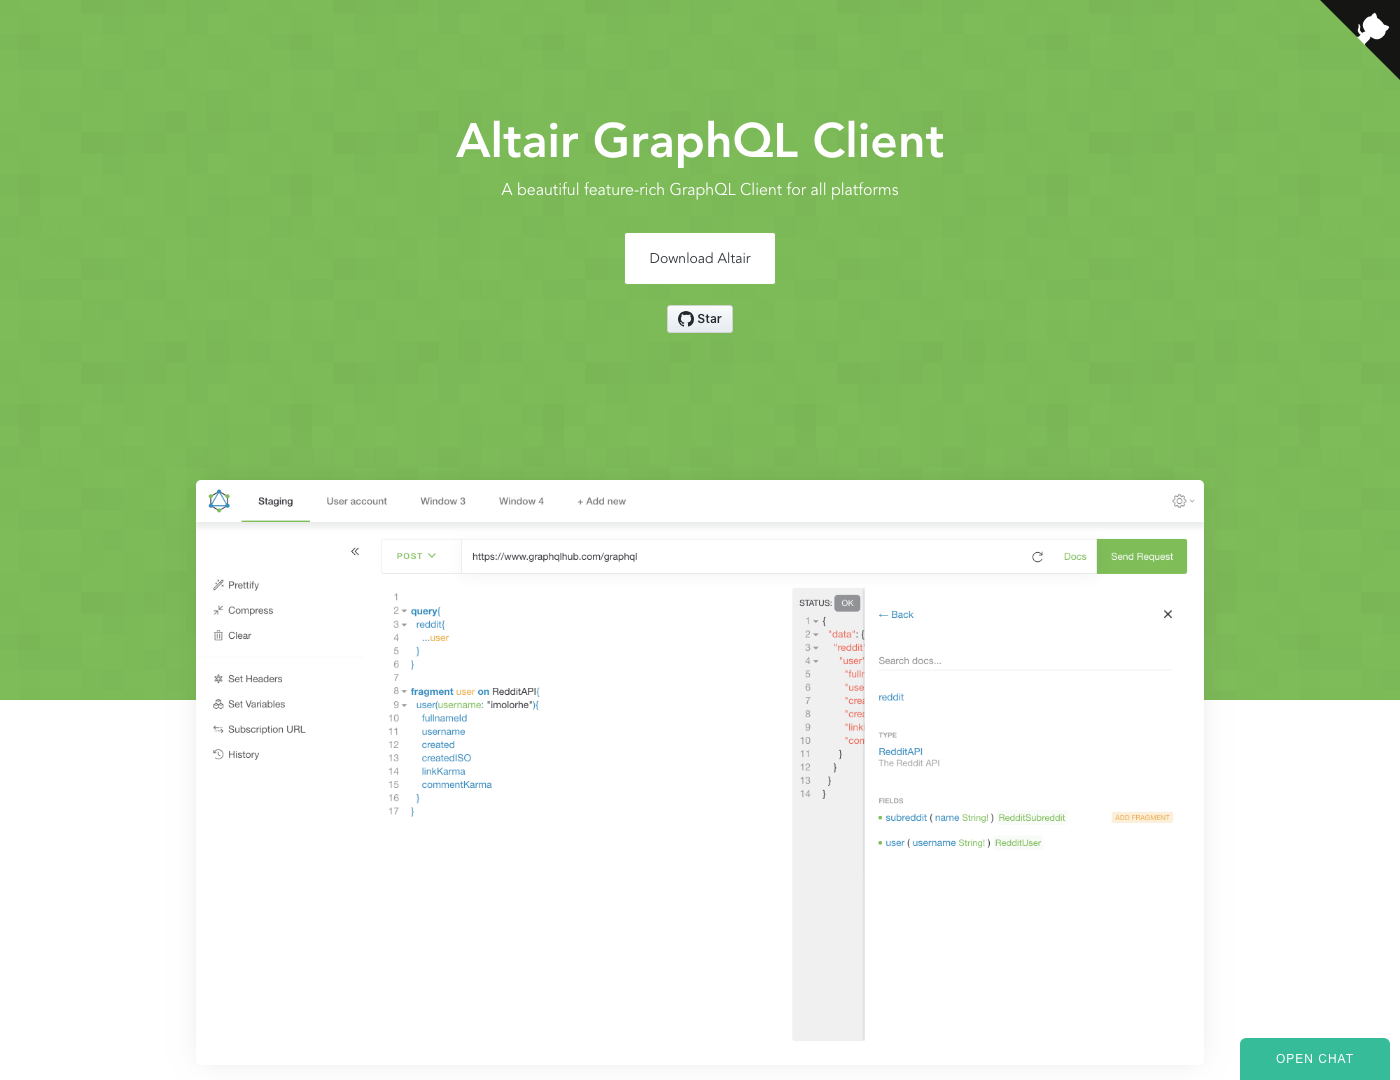 Altair GraphQL Client
A beautiful feature-rich GraphQL Client for all platforms
Download Altair
Star
Staging User account Window 3 Window 4 + Add new
POST https://www.graphqlhub.com/graphql Docs Send Request
Prettify
Compress
Clear
Set Headers
Set Variables
Subscription URL
History
1
2 query{
3 reddit{
4 ...user
5 }
6 }
7
8 fragment user on RedditAPI{
9 user(username: "imolorhe"){
10 fullnameId
11 username
12 created
13 createdISO
14 linkKarma
15 commentKarma
16 }
17 }
STATUS: OK
1 {
2 "data": {
3 "reddit
4 "user"
5 "fulln
6 "use
7 "crea
8 "crea
9 "linkl
10 "con
11 }
12 }
13 }
14 }
← Back
Search docs...
reddit
TYPE
RedditAPI
The Reddit API
FIELDS
subreddit ( name String! ) RedditSubreddit ADD FRAGMENT
user ( username String! ) RedditUser
OPEN CHAT